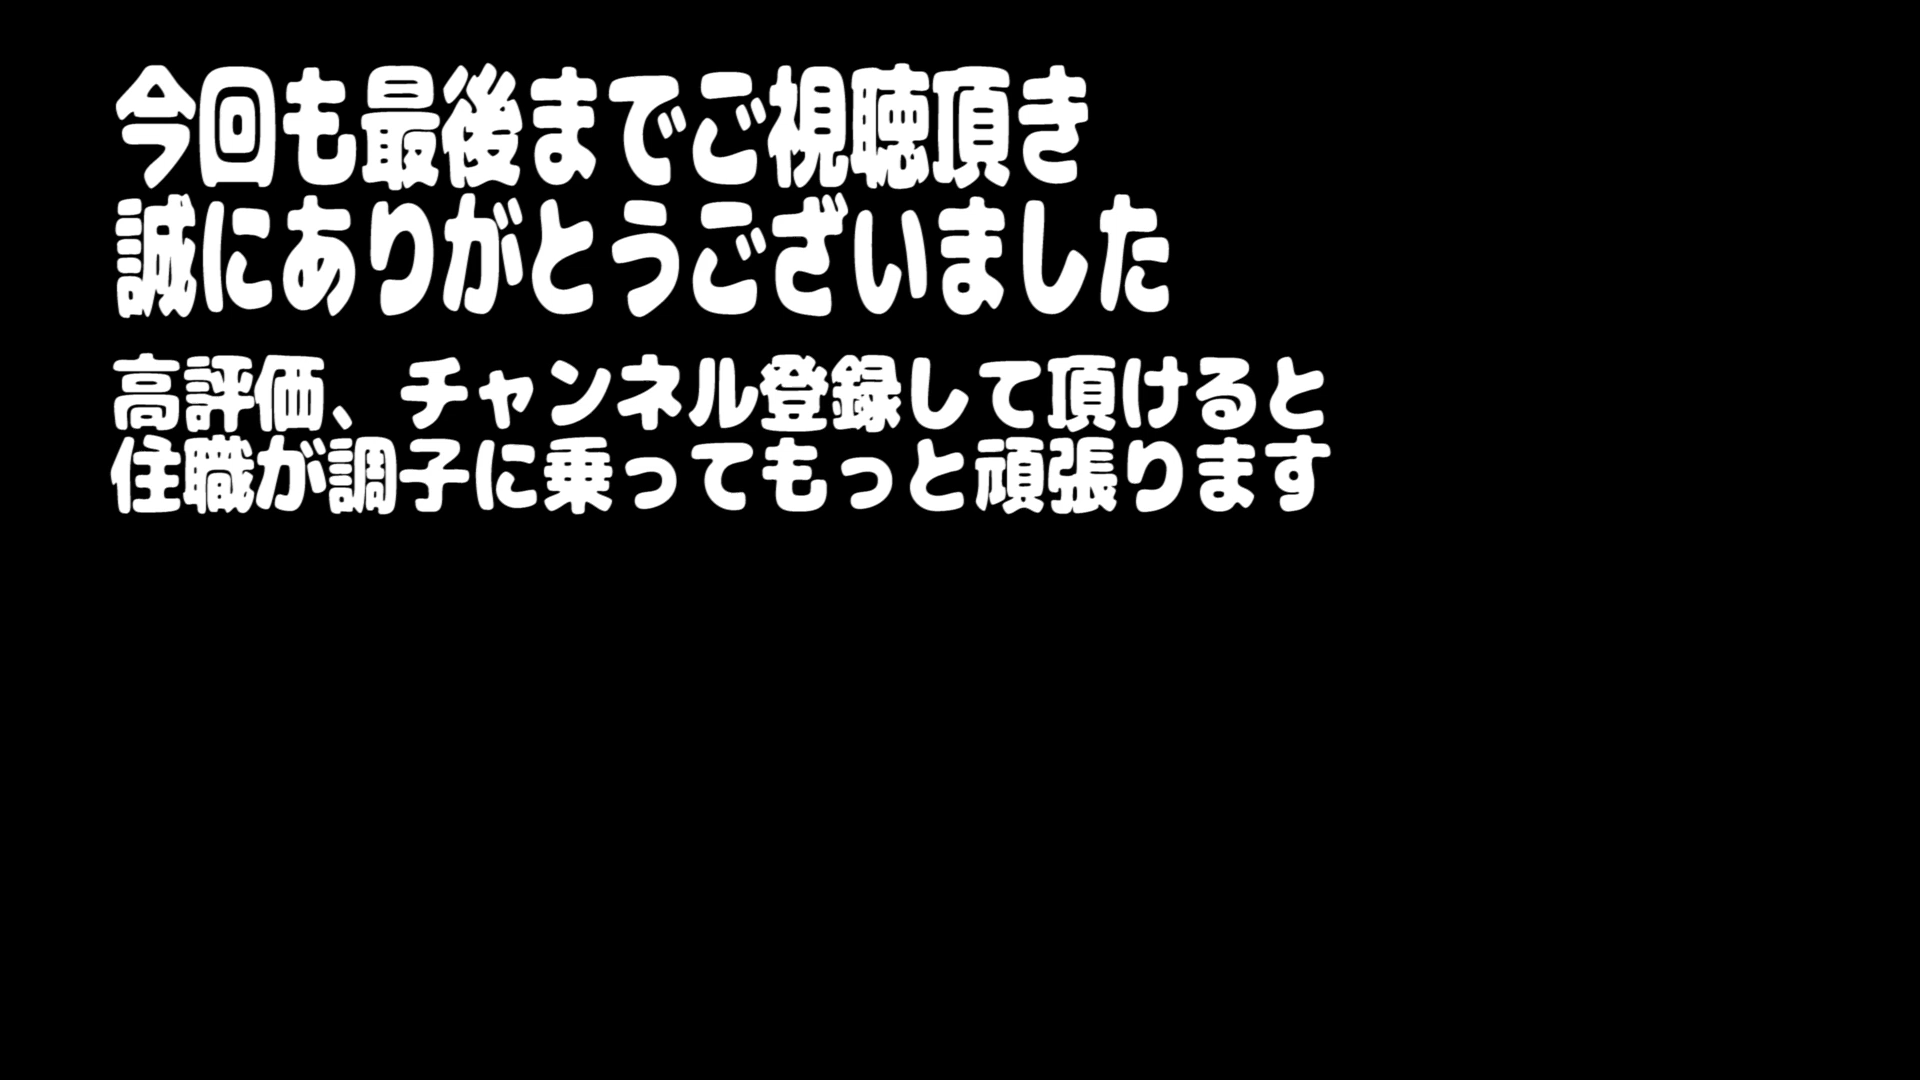 今回も最後までご視聴頂き
誠にありがとうございました
高評価、チャンネル登録して頂けると
住職が調子に乗ってもっと頑張ります